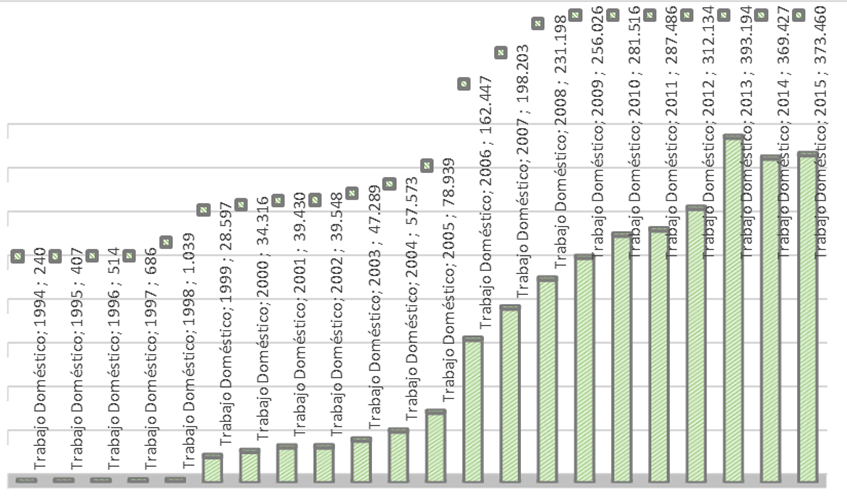 Trabajo Doméstico; 1994 ; 240
Trabajo Doméstico; 1995 ; 407
Trabajo Doméstico; 1996 ; 514
Trabajo Doméstico; 1997 ; 686
Trabajo Doméstico; 1998 ; 1.039
Trabajo Doméstico; 1999 ; 28.597
Trabajo Doméstico; 2000 ; 34.316
Trabajo Doméstico; 2001 ; 39.430
Trabajo Doméstico; 2002 ; 39.548
Trabajo Doméstico; 2003 ; 47.289
Trabajo Doméstico; 2004 ; 57.573
Trabajo Doméstico; 2005 ; 78.939
Trabajo Doméstico; 2006 ; 162.447
Trabajo Doméstico; 2007 ; 198.203
Trabajo Doméstico; 2008 ; 231.198
Trabajo Doméstico; 2009 ; 256.026
Trabajo Doméstico; 2010 ; 281.516
Trabajo Doméstico; 2011 ; 287.486
Trabajo Doméstico; 2012 ; 312.134
Trabajo Doméstico; 2013 ; 393.194
Trabajo Doméstico; 2014 ; 369.427
Trabajo Doméstico; 2015 ; 373.460